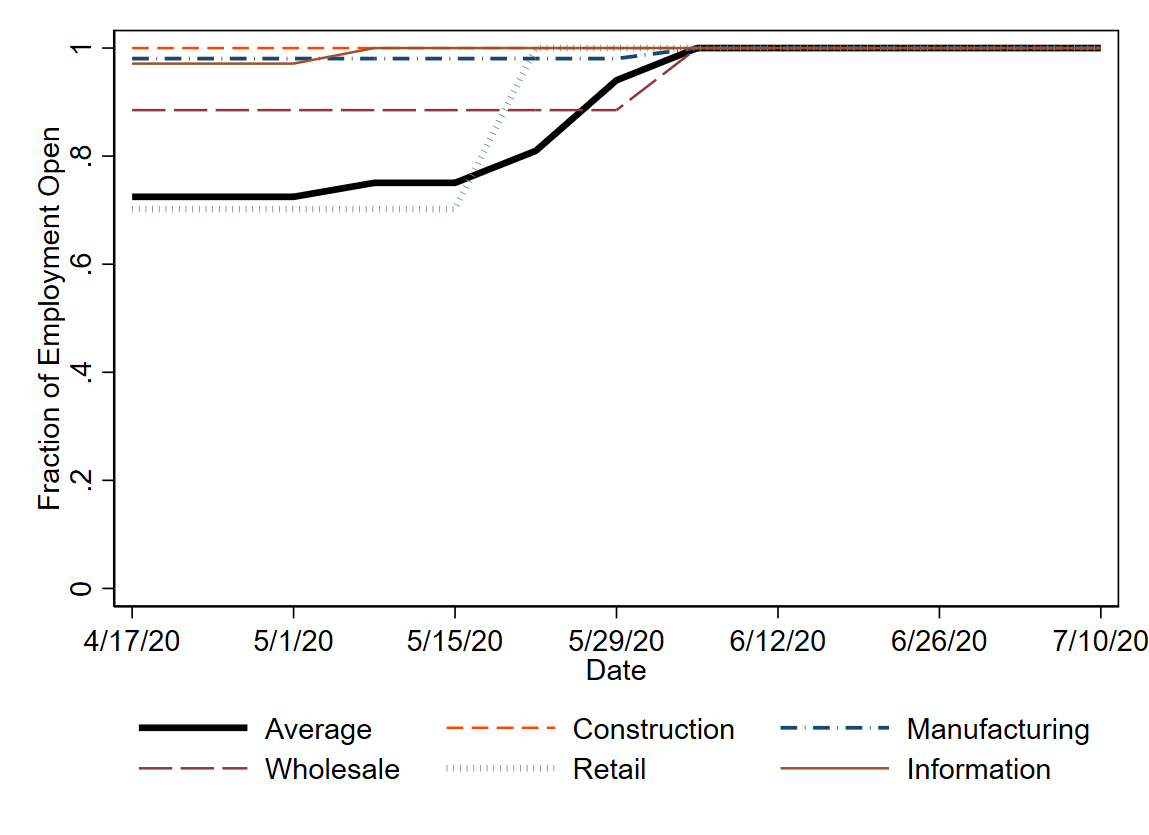 Fraction of Employment Open
1
.8
.6
.4
.2
0
4/17/20 5/1/20 5/15/20 5/29/20 6/12/20 6/26/20 7/10/20
Date
Average Construction Manufacturing
Wholesale Retail Information